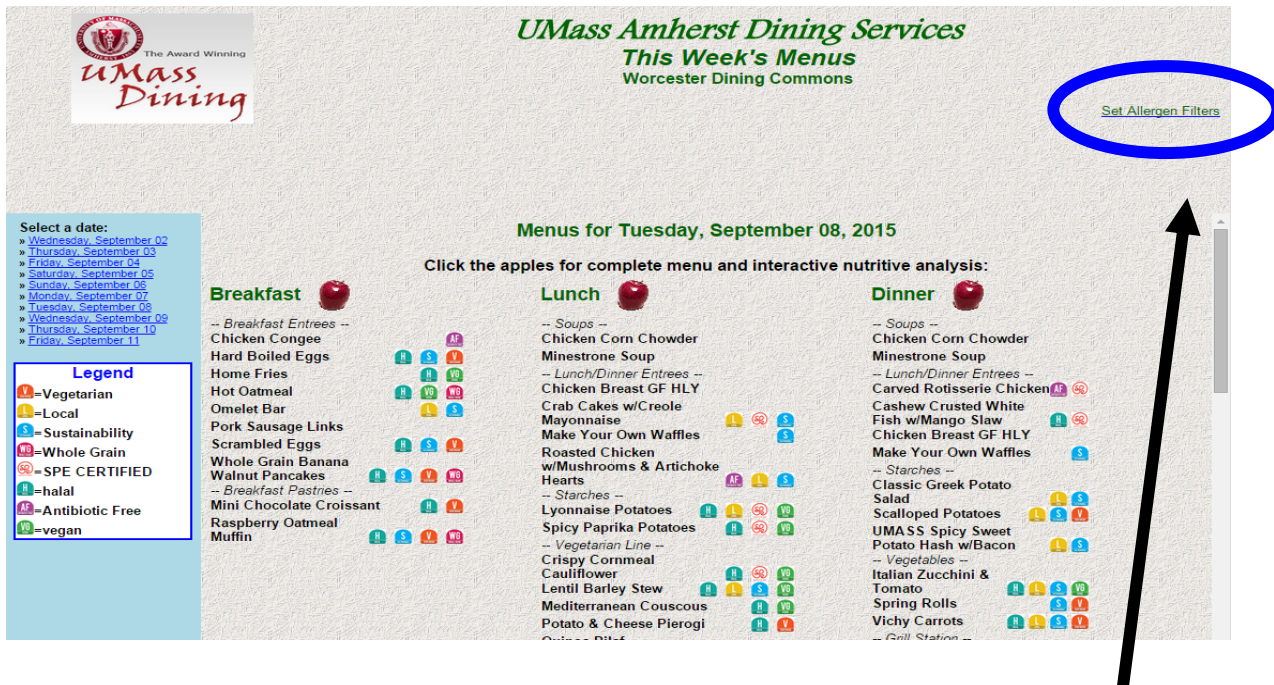 The Award Winning
UMass
Dining
UMass Amherst Dining Services
This Week's Menus
Worcester Dining Commons
Set Allergen Filters
Select a date:
» Wednesday, September 02
» Thursday, September 03
» Friday, September 04
» Saturday, September 05
» Sunday, September 06
» Monday, September 07
» Tuesday, September 08
» Wednesday, September 09
» Thursday, September 10
» Friday, September 11
Legend
V=Vegetarian
L=Local
S=Sustainability
WG=Whole Grain
=SPE CERTIFIED
H=halal
AF=Antibiotic Free
VG=vegan
Menus for Tuesday, September 08, 2015
Click the apples for complete menu and interactive nutritive analysis:
Breakfast
-- Breakfast Entrees --
Chicken Congee AF
Hard Boiled Eggs H S V
Home Fries H VG
Hot Oatmeal H VG WG
Omelet Bar L S
Pork Sausage Links
Scrambled Eggs H S V
Whole Grain Banana
Walnut Pancakes H S V WG
-- Breakfast Pastries --
Mini Chocolate Croissant H V
Raspberry Oatmeal
Muffin H S V WG
Lunch
-- Soups --
Chicken Corn Chowder
Minestrone Soup
-- Lunch/Dinner Entrees --
Chicken Breast GF HLY
Crab Cakes w/Creole
Mayonnaise L S
Make Your Own Waffles S
Roasted Chicken
w/Mushrooms & Artichoke
Hearts AF L S
-- Starches --
Lyonnaise Potatoes H L VG
Spicy Paprika Potatoes H VG
-- Vegetarian Line --
Crispy Cornmeal
Cauliflower H VG
Lentil Barley Stew H L S VG
Mediterranean Couscous H VG
Potato & Cheese Pierogi H V
Quinoa Pilaf
Dinner
-- Soups --
Chicken Corn Chowder
Minestrone Soup
-- Lunch/Dinner Entrees --
Carved Rotisserie Chicken AF
Cashew Crusted White
Fish w/Mango Slaw H
Chicken Breast GF HLY
Make Your Own Waffles S
-- Starches --
Classic Greek Potato
Salad L S
Scalloped Potatoes L S V
UMASS Spicy Sweet
Potato Hash w/Bacon L S
-- Vegetables --
Italian Zucchini &
Tomato H L S VG
Spring Rolls S V
Vichy Carrots H L S V
-- Grill Station --